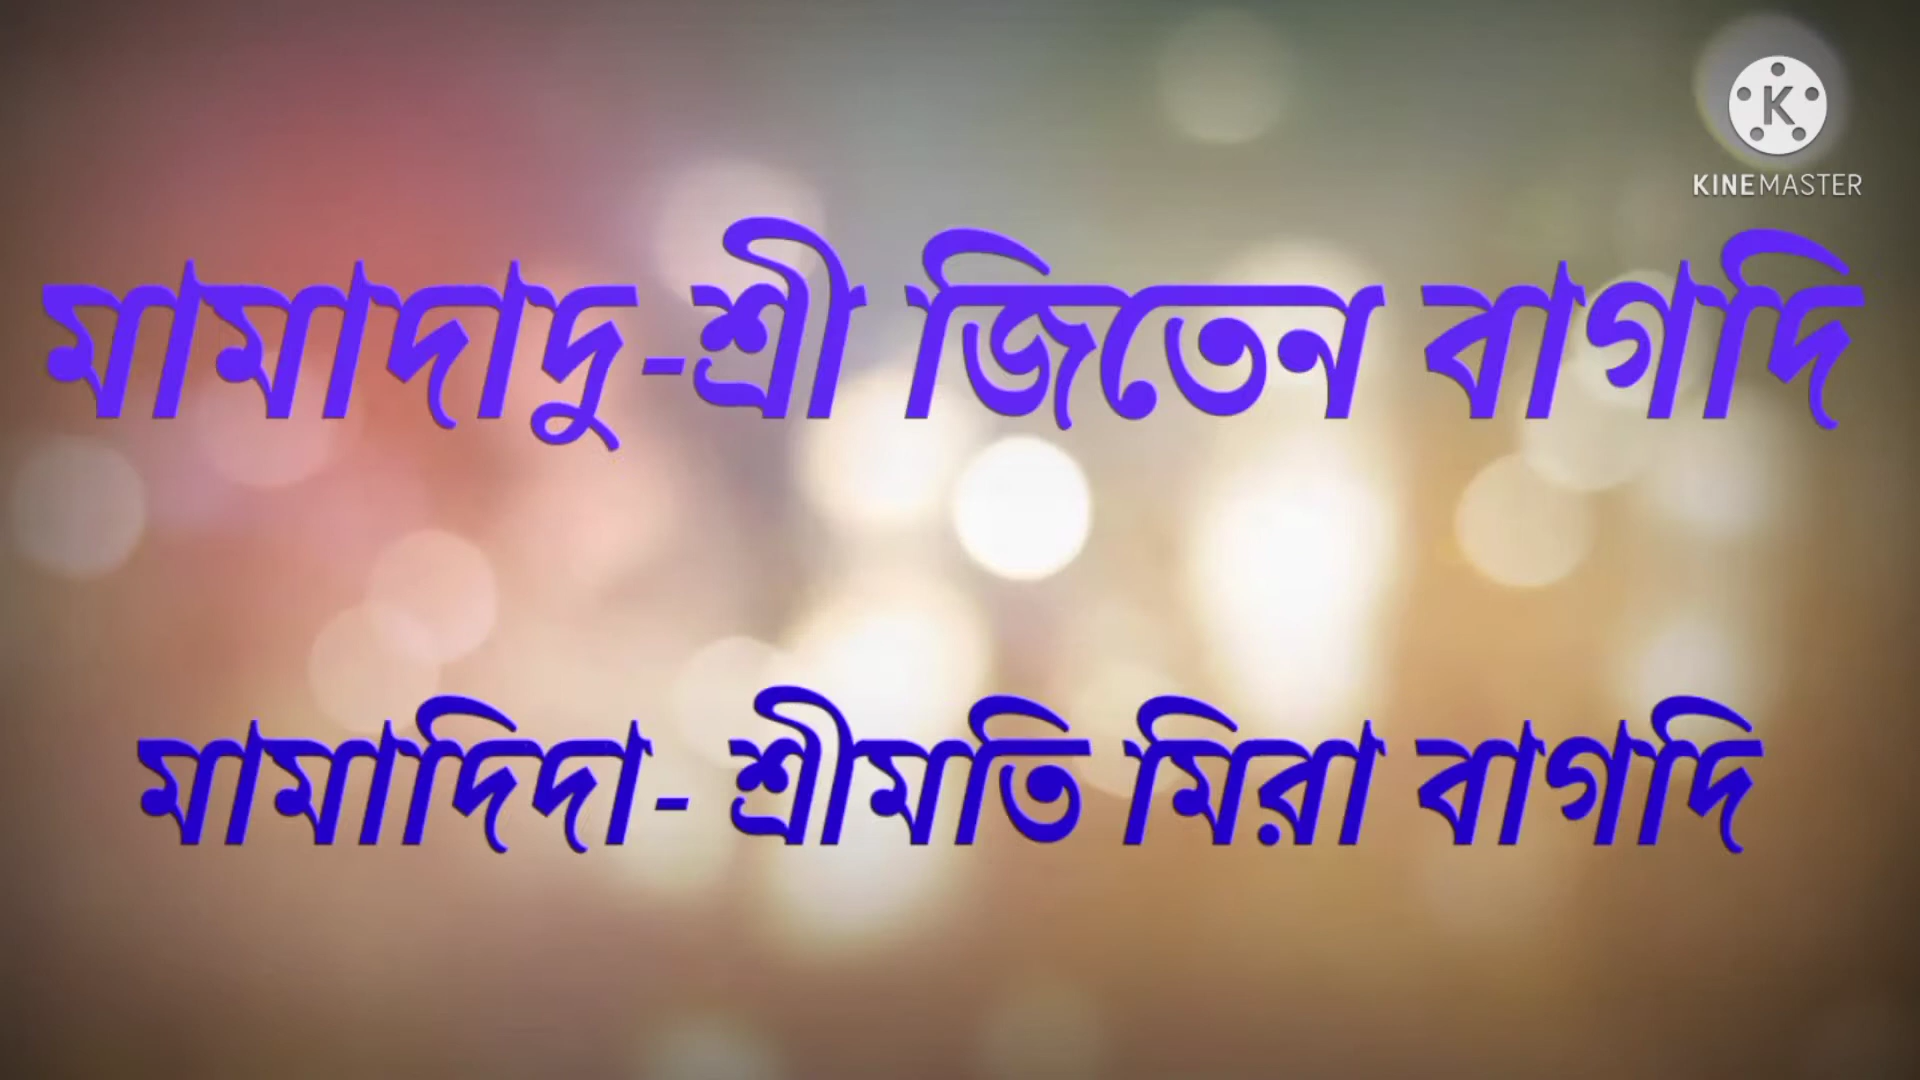 KINEMASTER
মামাদাদু-শ্রী জিতেন বাগদি
মামাদিদা- শ্রীমতি মিরা বাগদি